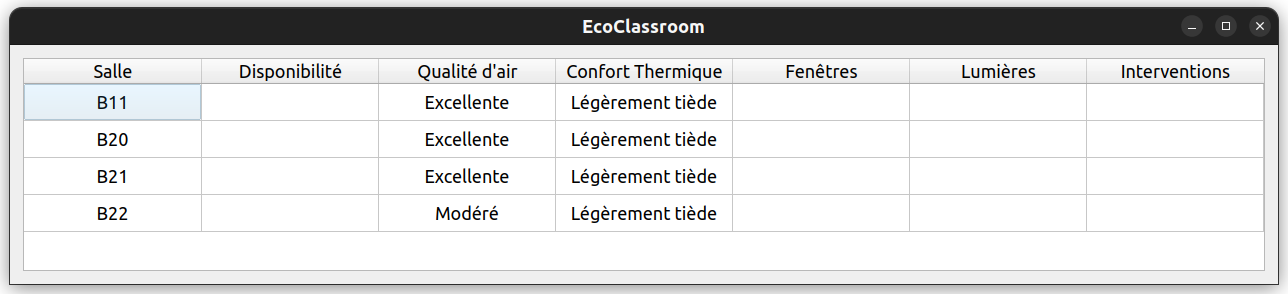 EcoClassroom
Salle Disponibilité Qualité d'air Confort Thermique Fenêtres Lumières Interventions
B11 Excellente Légèrement tiède
B20 Excellente Légèrement tiède
B21 Excellente Légèrement tiède
B22 Modéré Légèrement tiède